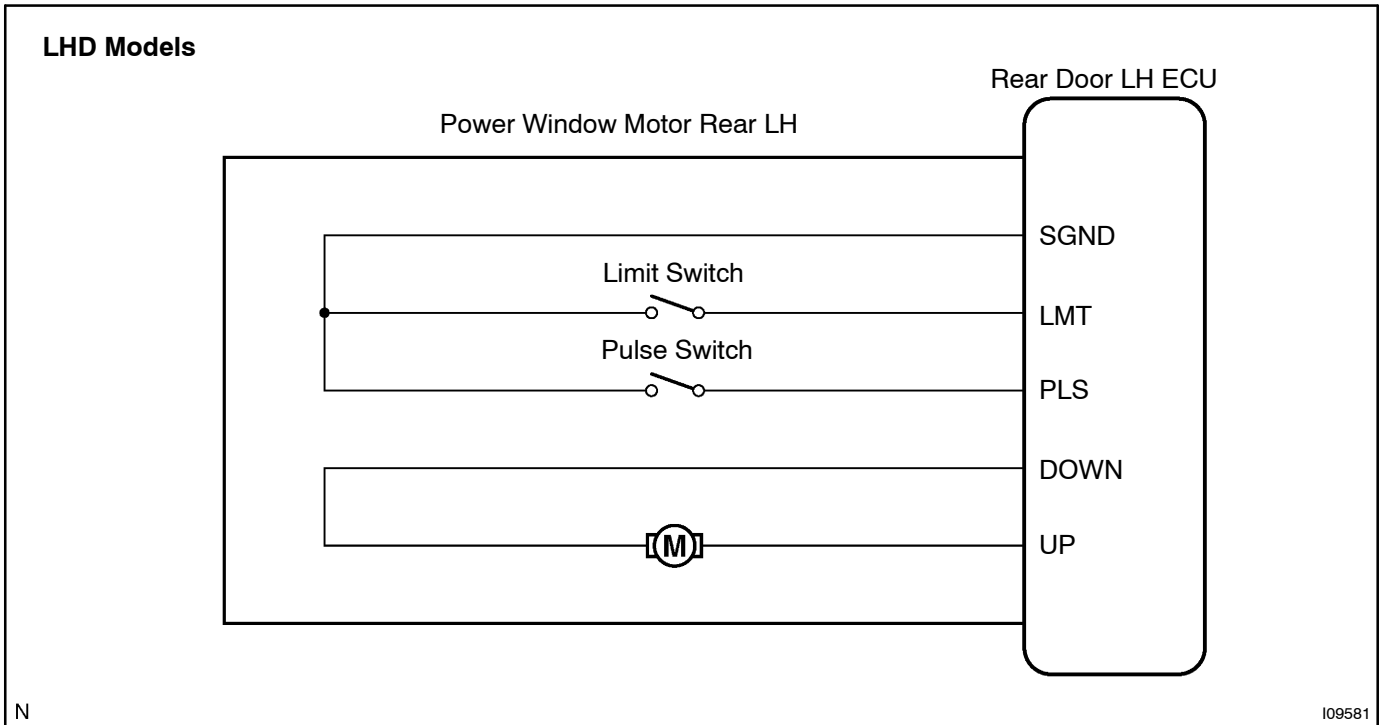 LHD Models
Rear Door LH ECU
Power Window Motor Rear LH
SGND
Limit Switch
LMT
Pulse Switch
PLS
DOWN
M
UP
N
I09581